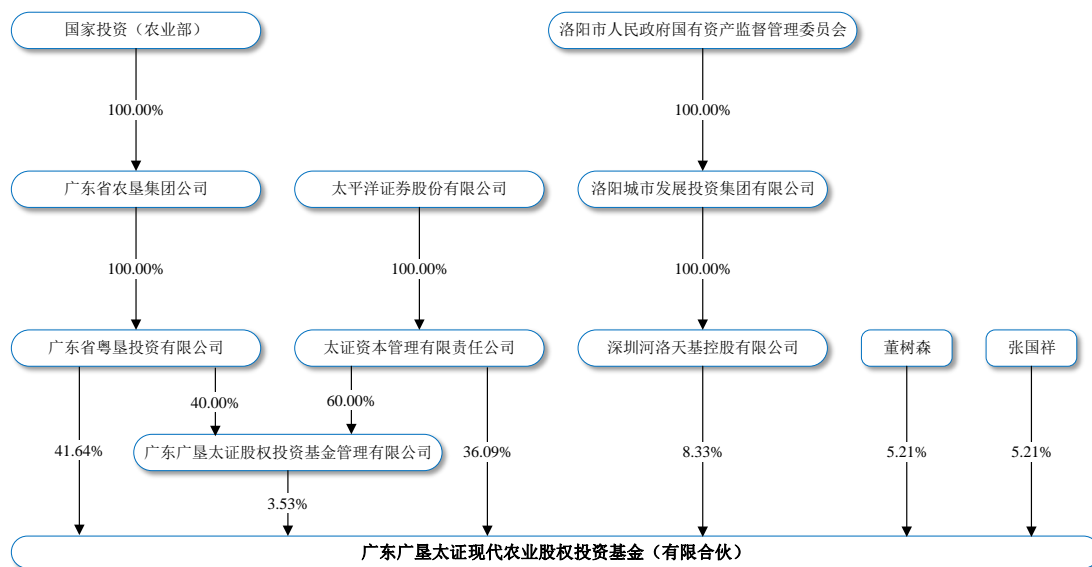 国家投资（农业部）
洛阳市人民政府国有资产监督管理委员会
100.00%
100.00%
广东省农垦集团公司
太平洋证券股份有限公司
洛阳城市发展投资集团有限公司
100.00%
100.00%
100.00%
广东省粤垦投资有限公司
太证资本管理有限责任公司
深圳河洛天基控股有限公司
董树森
张国祥
40.00%
60.00%
41.64%
广东广垦太证股权投资基金管理有限公司
36.09%
8.33%
5.21%
5.21%
3.53%
广东广垦太证现代农业股权投资基金（有限合伙）